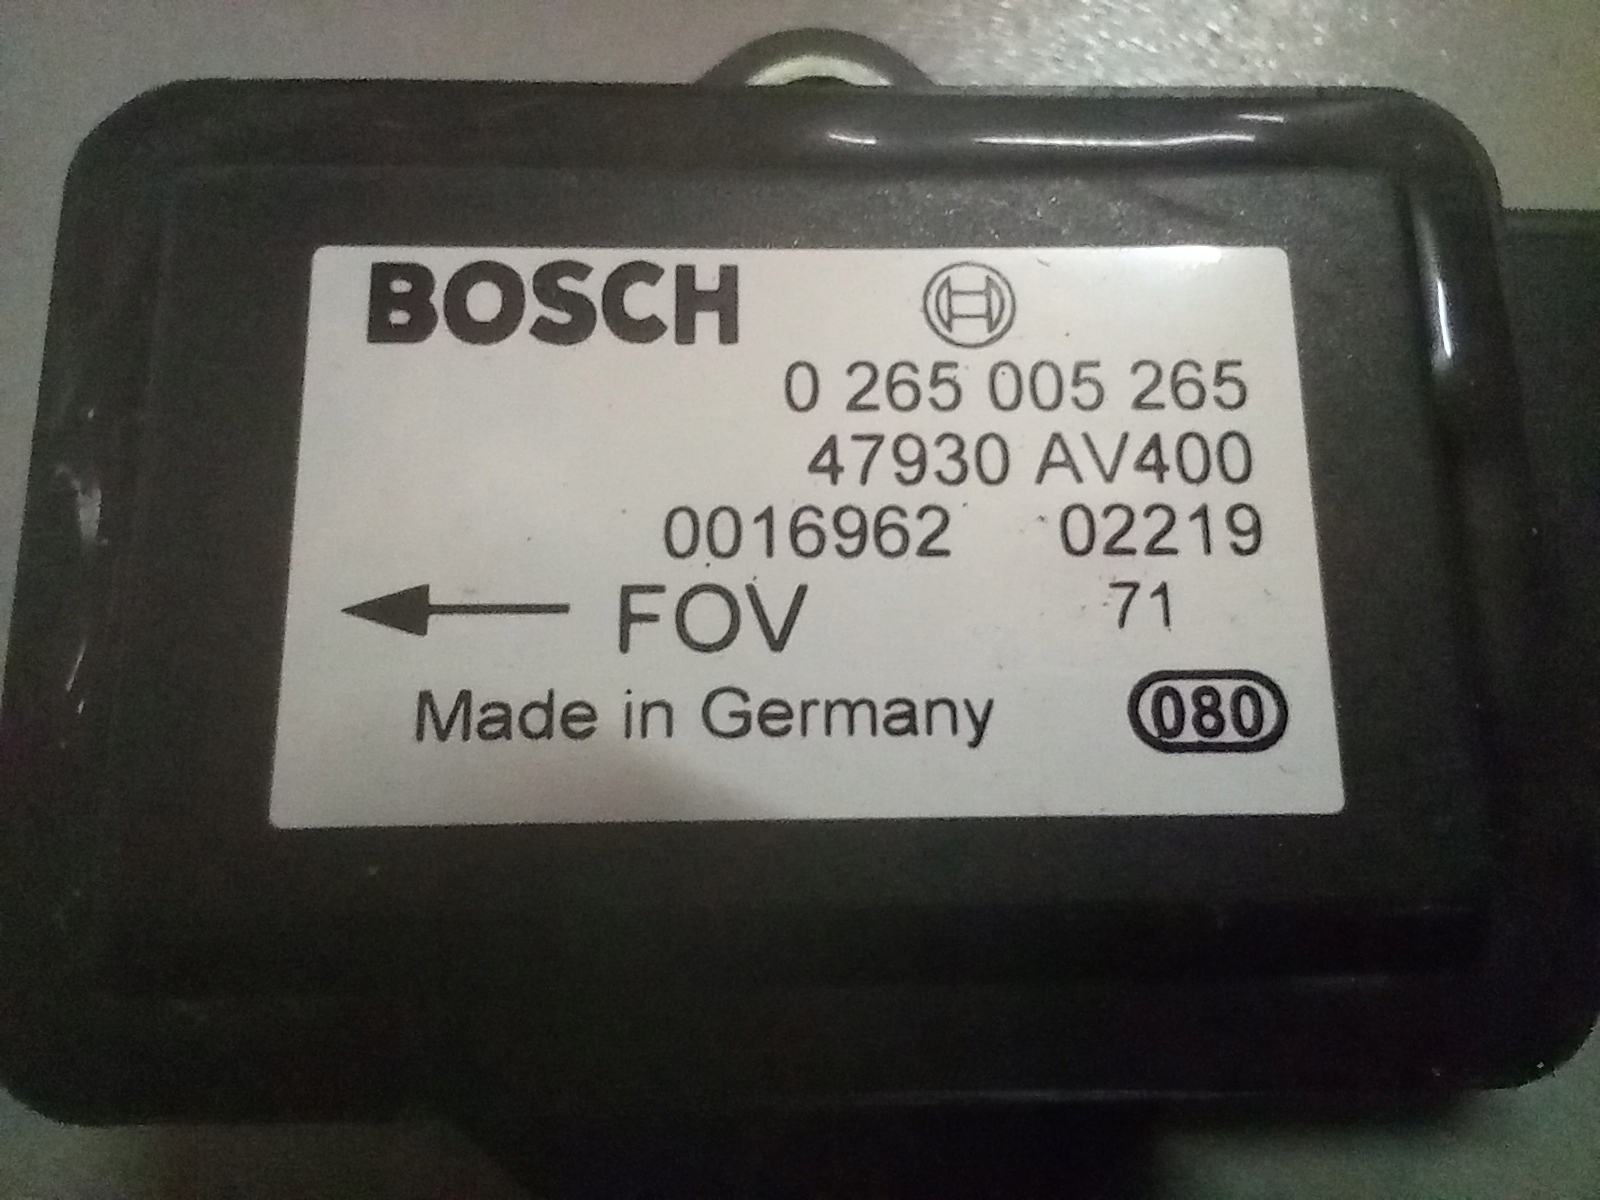 BOSCH
0 265 005 265
47930 AV400
0016962 02219
FOV 71
Made in Germany 080